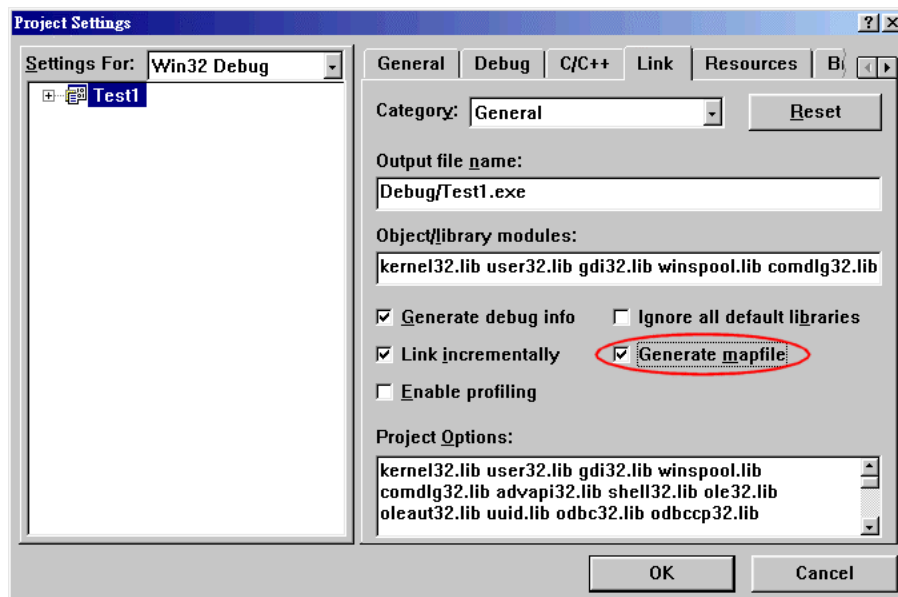 Project Settings
Settings For:
Win32 Debug
Test1
General
Debug
C/C++
Link
Resources
Category:
General
Reset
Output file name:
Debug/Test1.exe
Object/library modules:
kernel32.lib user32.lib gdi32.lib winspool.lib comdlg32.lib
Generate debug info
Ignore all default libraries
Link incrementally
Generate mapfile
Enable profiling
Project Options:
kernel32.lib user32.lib gdi32.lib winspool.lib
comdlg32.lib advapi32.lib shell32.lib ole32.lib
oleaut32.lib uuid.lib odbc32.lib odbccp32.lib
OK
Cancel